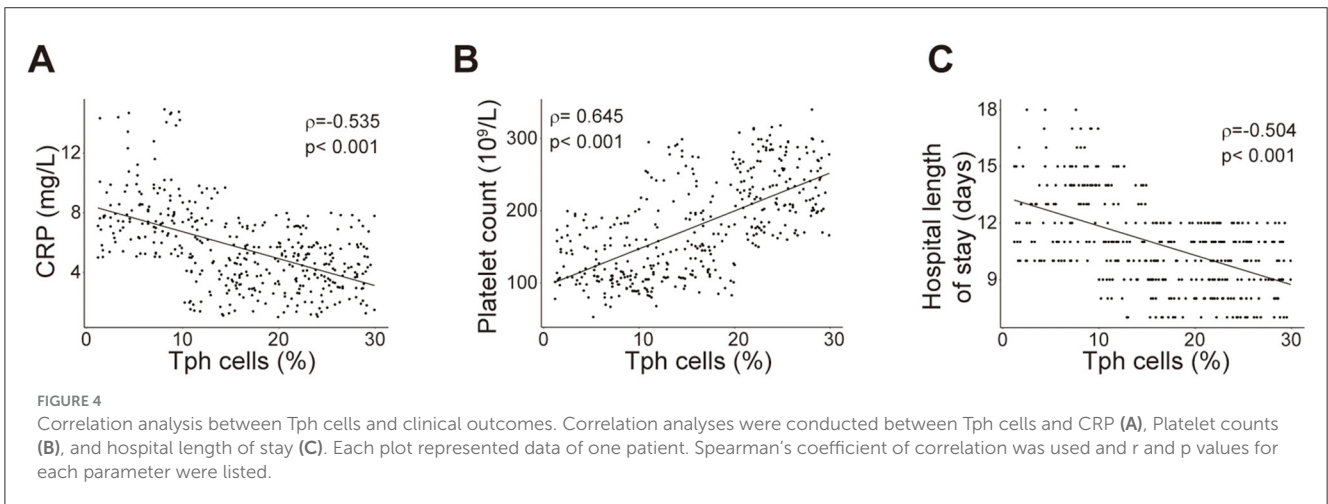 A
CRP (mg/L)
12
8
4
ρ=-0.535
p< 0.001
0 10 20 30
Tph cells (%)
B
Platelet count (10⁹/L)
300
200
100
ρ= 0.645
p< 0.001
0 10 20 30
Tph cells (%)
C
Hospital length
of stay (days)
18
15
12
9
ρ=-0.504
p< 0.001
0 10 20 30
Tph cells (%)
FIGURE 4
Correlation analysis between Tph cells and clinical outcomes. Correlation analyses were conducted between Tph cells and CRP (A), Platelet counts
(B), and hospital length of stay (C). Each plot represented data of one patient. Spearman’s coefficient of correlation was used and r and p values for
each parameter were listed.